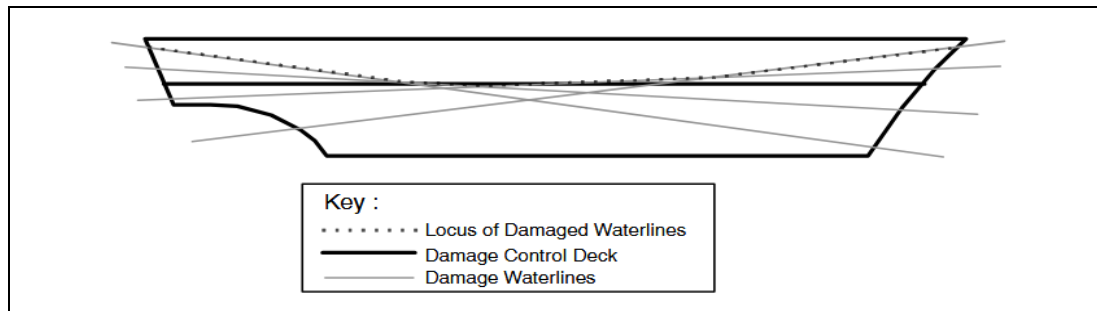 Key :
Locus of Damaged Waterlines
Damage Control Deck
Damage Waterlines